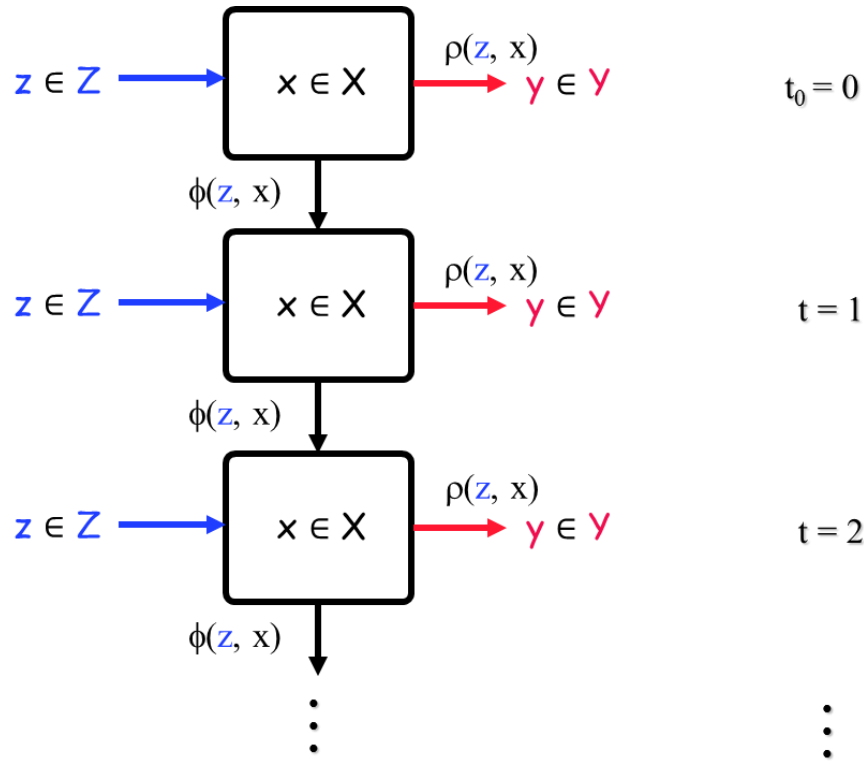 z ∈ Z x ∈ X ρ(z, x) y ∈ Y t₀ = 0
ϕ(z, x)
z ∈ Z x ∈ X ρ(z, x) y ∈ Y t = 1
ϕ(z, x)
z ∈ Z x ∈ X ρ(z, x) y ∈ Y t = 2
ϕ(z, x)